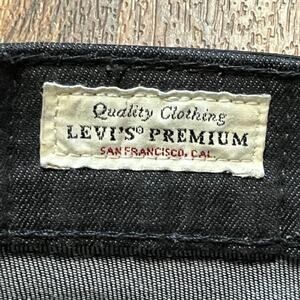 Quality Clothing
LEVI'S® PREMIUM
SAN FRANCISCO, CAL.